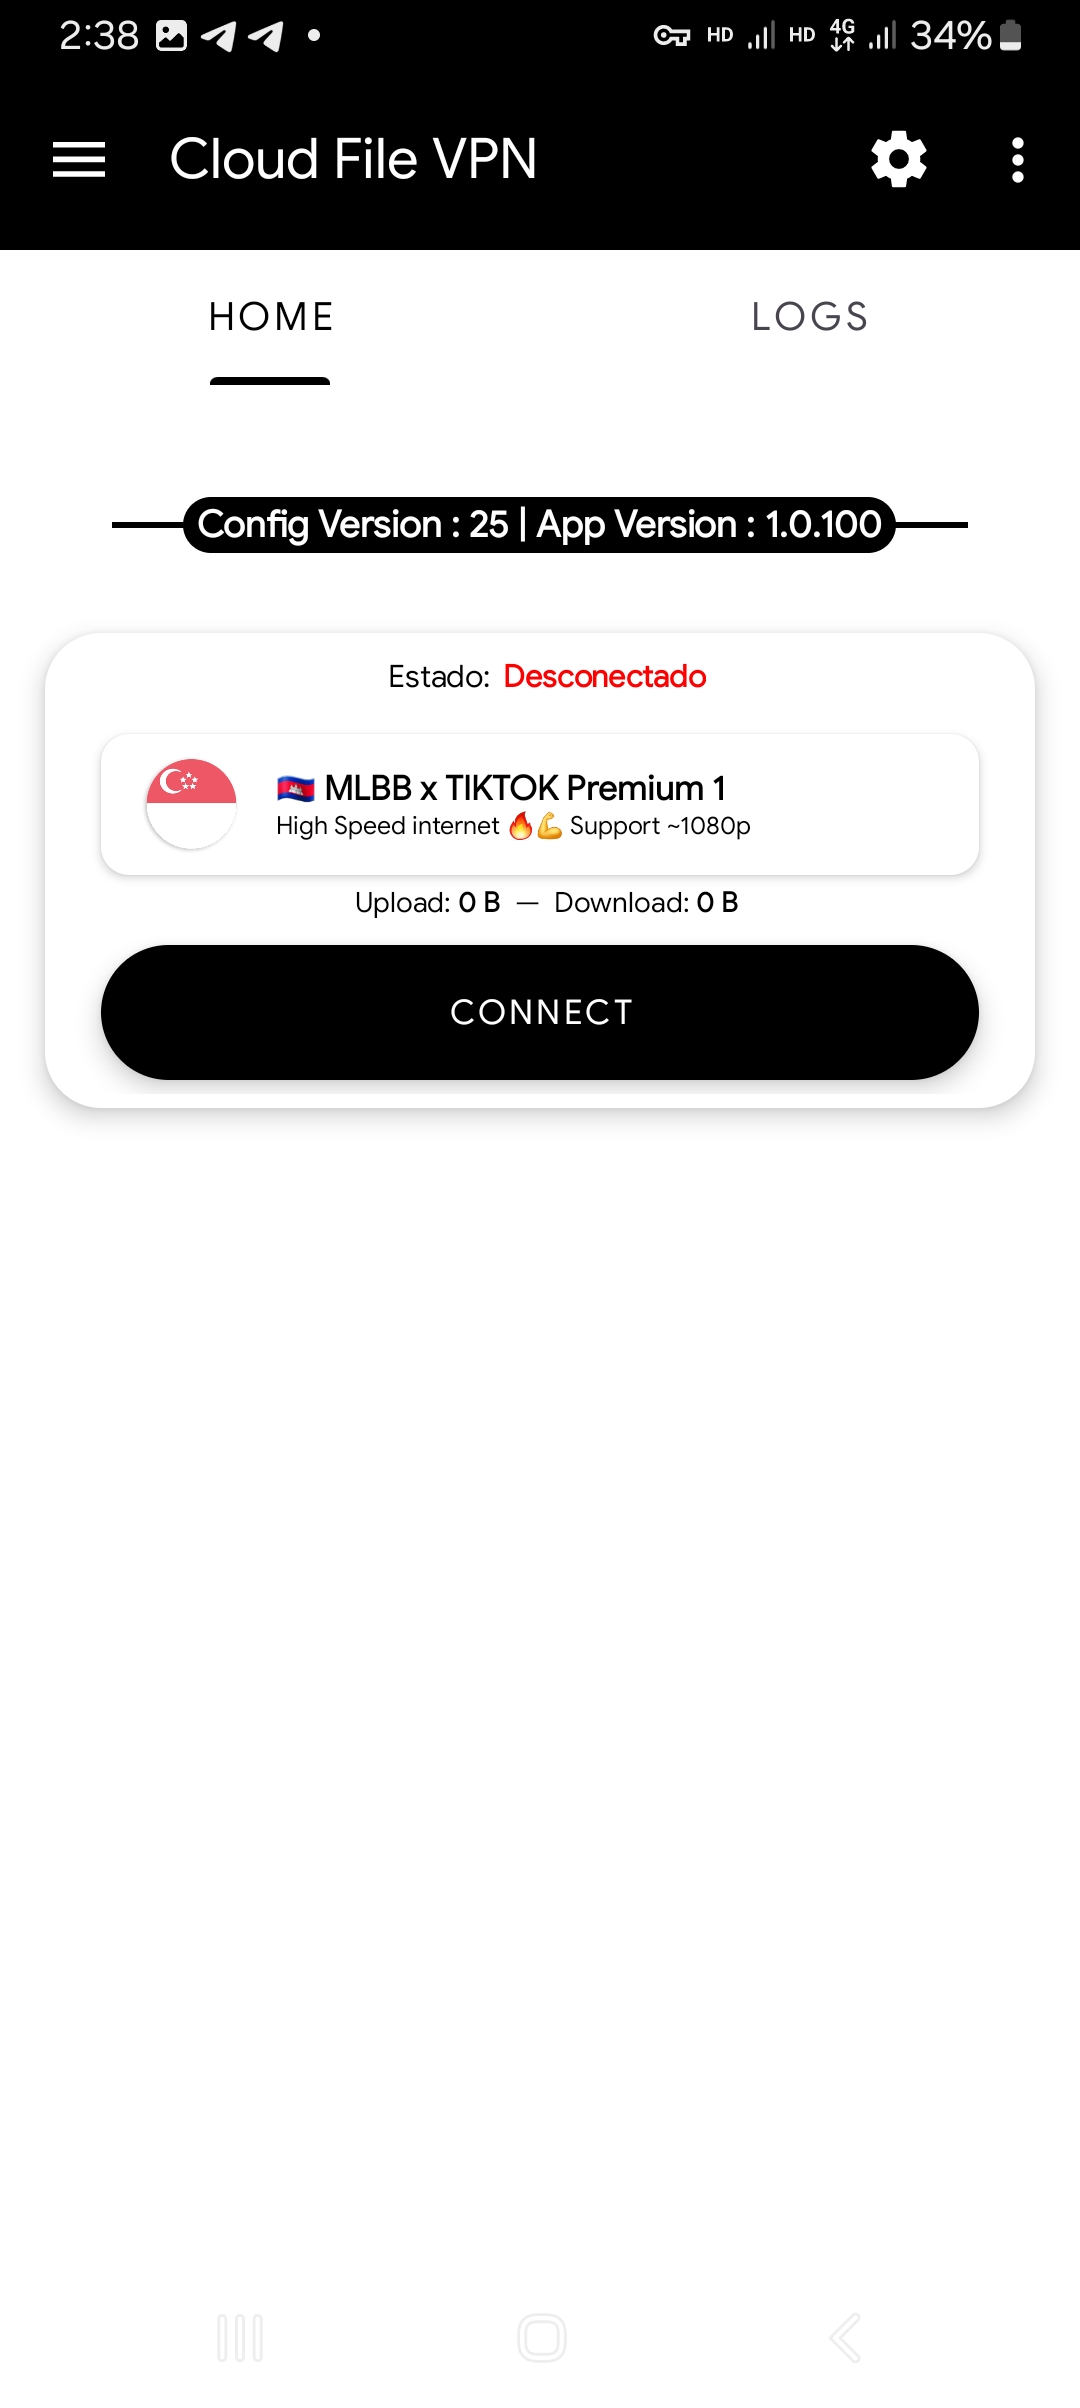 2:38 HD HD 4G 34%
Cloud File VPN
HOME LOGS
Config Version : 25 | App Version : 1.0.100
Estado: Desconectado
🇰🇭 MLBB x TIKTOK Premium 1
High Speed internet 🔥💪 Support ~1080p
Upload: 0 B — Download: 0 B
CONNECT